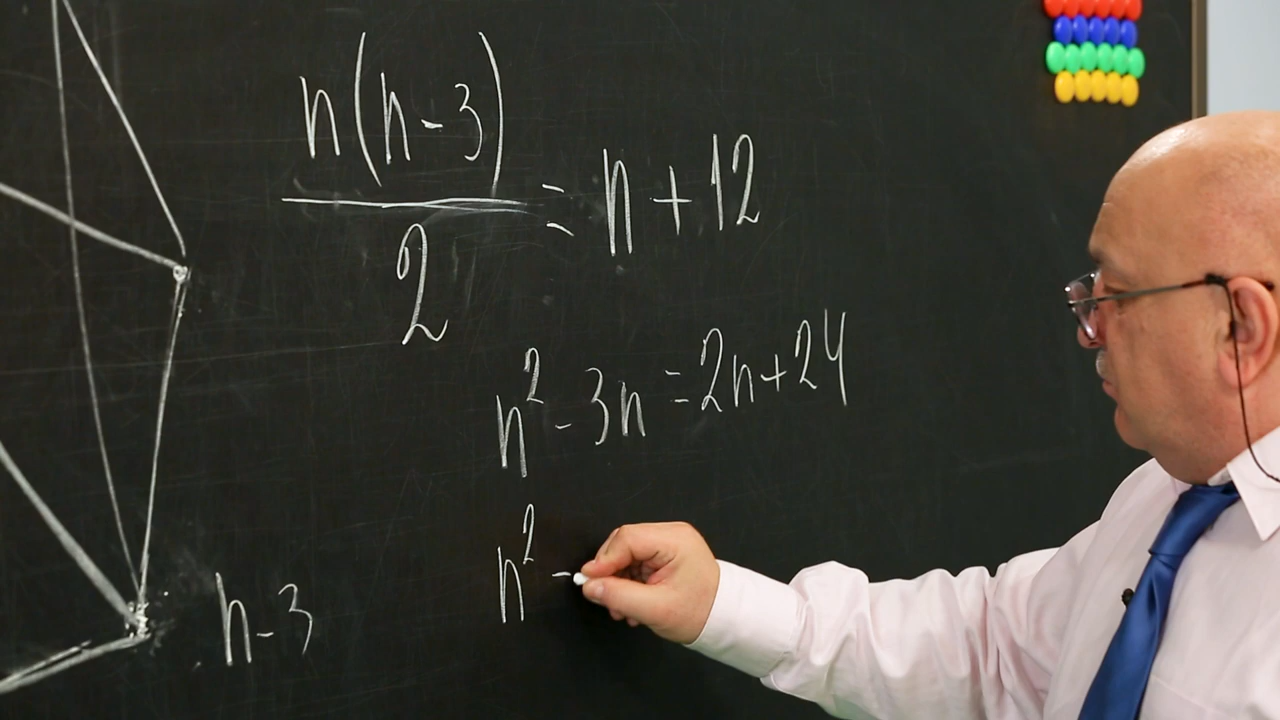 n(n-3)/2 = n+12
n² - 3n = 2n+24
n² -
n-3